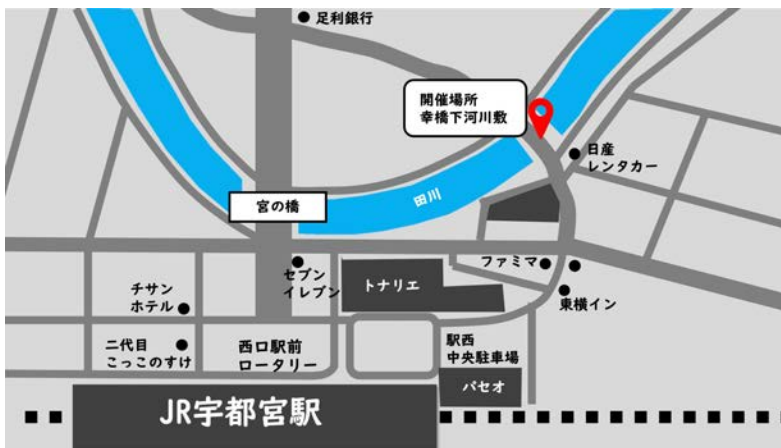 足利銀行
開催場所
幸橋下河川敷
日産
レンタカー
田川
宮の橋
セブン
イレブン
トナリエ
ファミマ
東横イン
チサン
ホテル
二代目
こっこのすけ
西口駅前
ロータリー
駅西
中央駐車場
パセオ
JR宇都宮駅